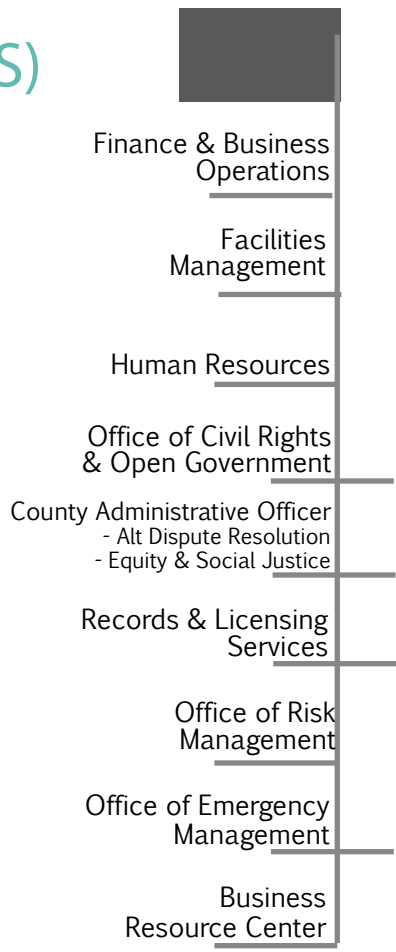 S)
Finance & Business
Operations
Facilities
Management
Human Resources
Office of Civil Rights
& Open Government
County Administrative Officer
- Alt Dispute Resolution
- Equity & Social Justice
Records & Licensing
Services
Office of Risk
Management
Office of Emergency
Management
Business
Resource Center